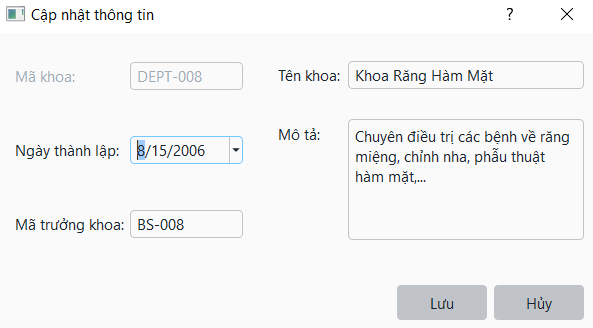 Cập nhật thông tin
?
Mã khoa: DEPT-008
Tên khoa: Khoa Răng Hàm Mặt
Ngày thành lập: 8/15/2006
Mô tả: Chuyên điều trị các bệnh về răng
miệng, chỉnh nha, phẫu thuật
hàm mặt,...
Mã trưởng khoa: BS-008
Lưu
Hủy